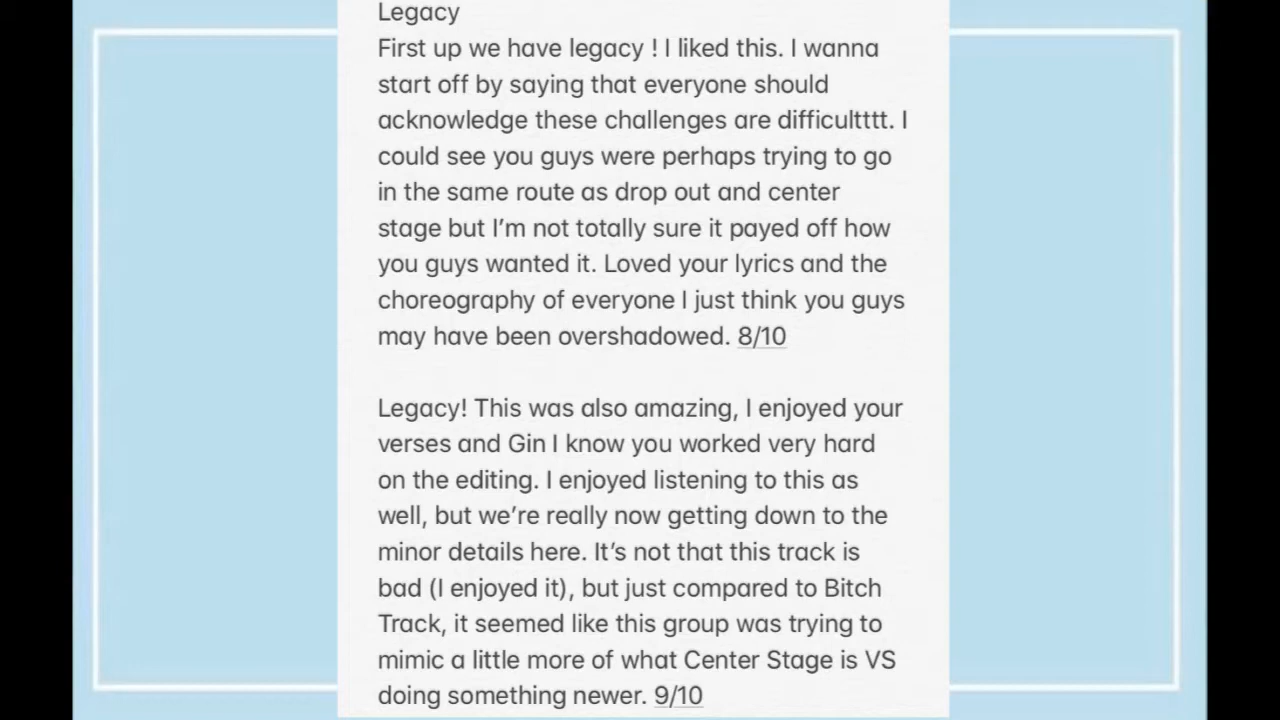 Legacy
First up we have legacy ! I liked this. I wanna
start off by saying that everyone should
acknowledge these challenges are difficultttt. I
could see you guys were perhaps trying to go
in the same route as drop out and center
stage but I’m not totally sure it payed off how
you guys wanted it. Loved your lyrics and the
choreography of everyone I just think you guys
may have been overshadowed. 8/10
Legacy! This was also amazing, I enjoyed your
verses and Gin I know you worked very hard
on the editing. I enjoyed listening to this as
well, but we’re really now getting down to the
minor details here. It’s not that this track is
bad (I enjoyed it), but just compared to Bitch
Track, it seemed like this group was trying to
mimic a little more of what Center Stage is VS
doing something newer. 9/10